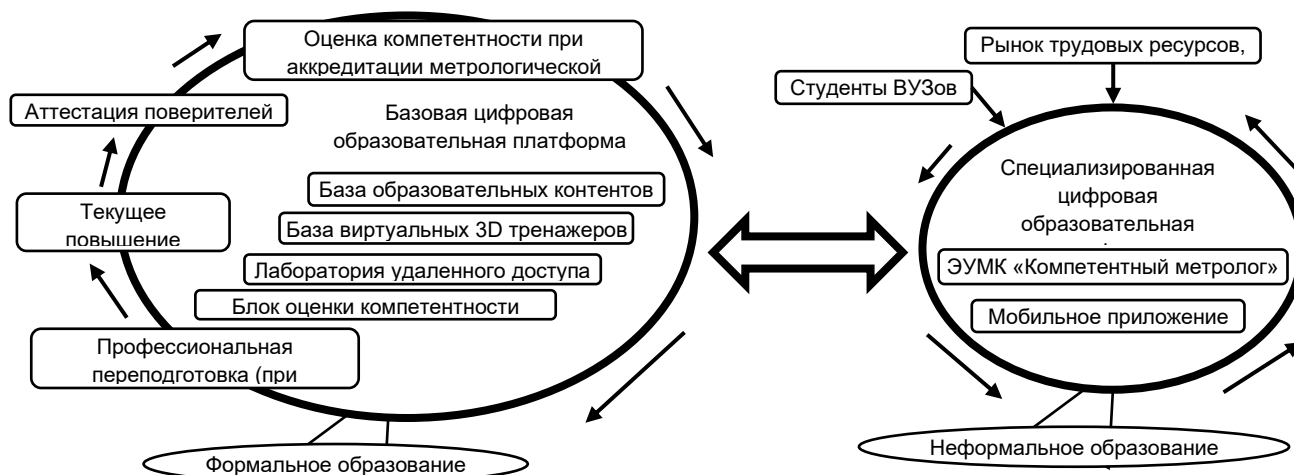 Оценка компетентности при
аккредитации метрологической
Аттестация поверителей
Текущее
повышение
Профессиональная
переподготовка (при
Базовая цифровая
образовательная платформа
База образовательных контентов
База виртуальных 3D тренажеров
Лаборатория удаленного доступа
Блок оценки компетентности
Формальное образование
Рынок трудовых ресурсов,
Студенты ВУЗов
Специализированная
цифровая
образовательная
ЭУМК «Компетентный метролог»
Мобильное приложение
Неформальное образование